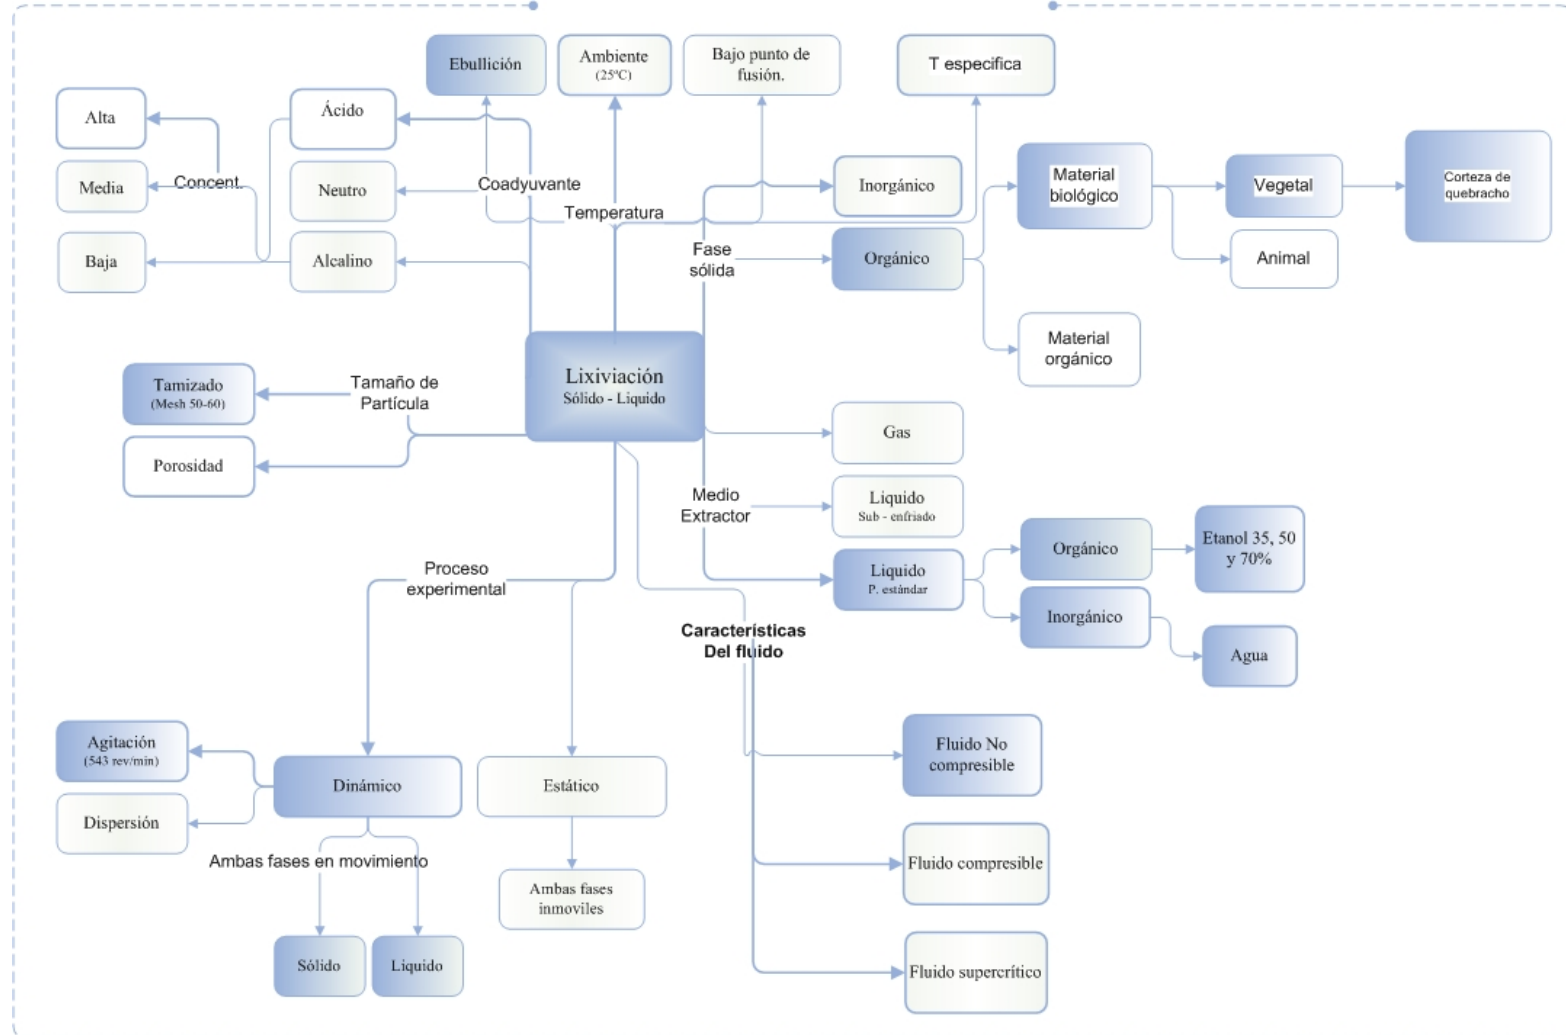 Ebullición
Ambiente
(25ºC)
Bajo punto de
fusión.
T especifica
Alta
Ácido
Media
Concent.
Neutro
Coadyuvante
Temperatura
Inorgánico
Material
biológico
Vegetal
Corteza de
quebracho
Baja
Alcalino
Fase
sólida
Orgánico
Animal
Material
orgánico
Lixiviación
Sólido - Liquido
Tamizado
(Mesh 50-60)
Tamaño de
Partícula
Porosidad
Gas
Medio
Extractor
Liquido
Sub - enfriado
Liquido
P. estándar
Orgánico
Etanol 35, 50
y 70%
Inorgánico
Agua
Proceso
experimental
Características
Del fluido
Agitación
(543 rev/min)
Dispersión
Dinámico
Estático
Fluido No
compresible
Ambas fases en movimiento
Ambas fases
inmoviles
Fluido compresible
Sólido
Liquido
Fluido supercrítico